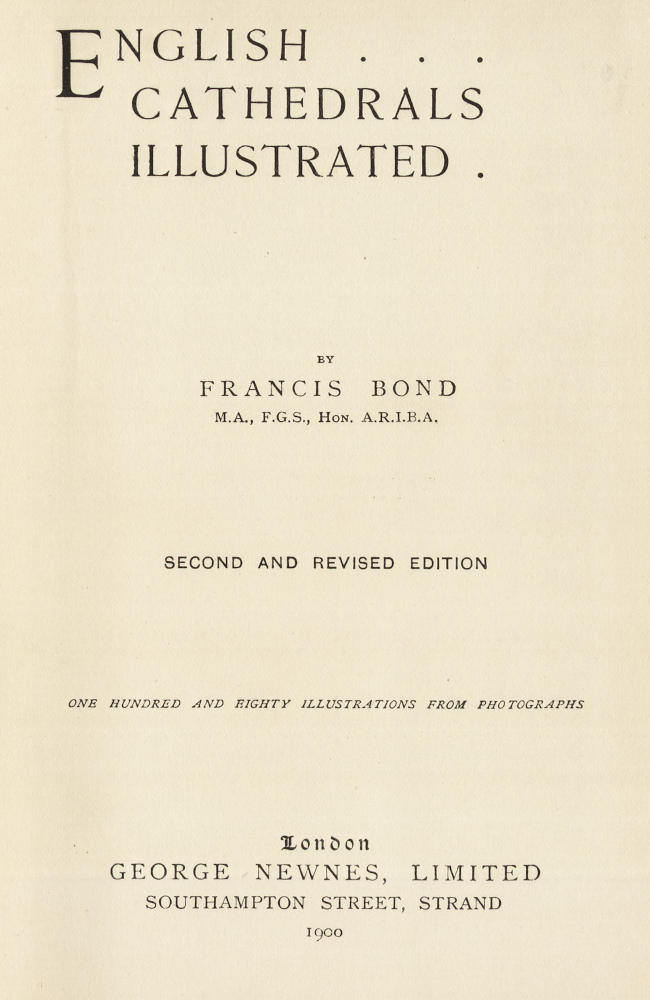 ENGLISH . . .
CATHEDRALS
ILLUSTRATED .
BY
FRANCIS BOND
M.A., F.G.S., HON. A.R.I.B.A.
SECOND AND REVISED EDITION
ONE HUNDRED AND EIGHTY ILLUSTRATIONS FROM PHOTOGRAPHS
London
GEORGE NEWNES, LIMITED
SOUTHAMPTON STREET, STRAND
1900